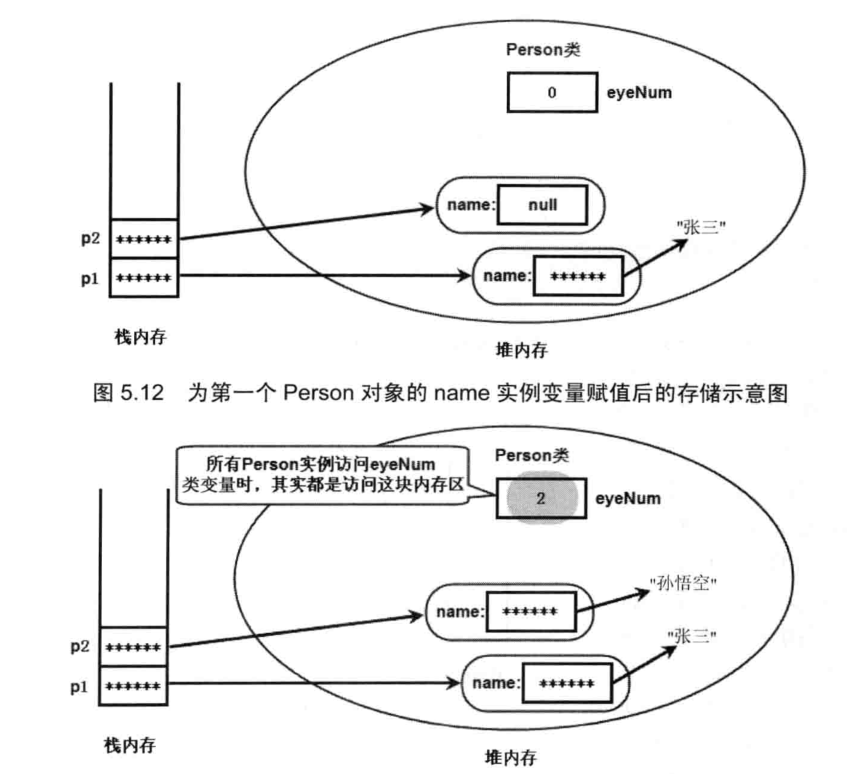 Person类
0 eyeNum
name: null
"张三"
p2 ******
name: ******
p1 ******
栈内存
堆内存
图 5.12 为第一个 Person 对象的 name 实例变量赋值后的存储示意图
Person类
所有Person实例访问eyeNum
类变量时，其实都是访问这块内存区
2 eyeNum
"孙悟空"
name: ******
"张三"
p2 ******
name: ******
p1 ******
栈内存
堆内存